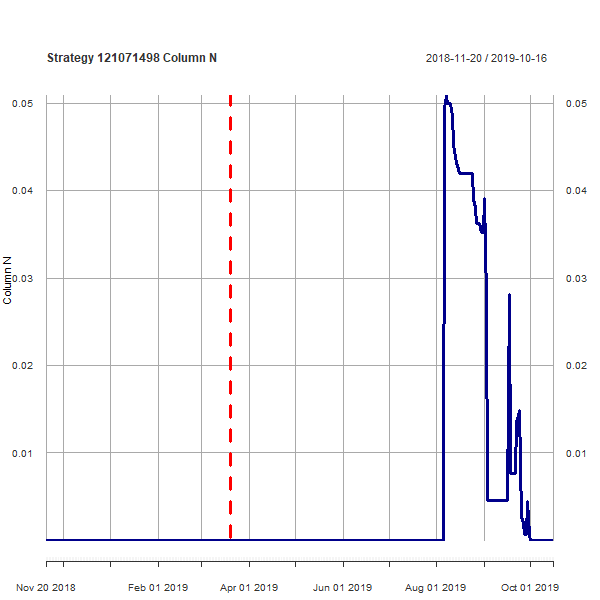 Strategy 121071498 Column N
2018-11-20 / 2019-10-16
Column N
0.05
0.04
0.03
0.02
0.01
0.05
0.04
0.03
0.02
0.01
Nov 20 2018
Feb 01 2019
Apr 01 2019
Jun 01 2019
Aug 01 2019
Oct 01 2019